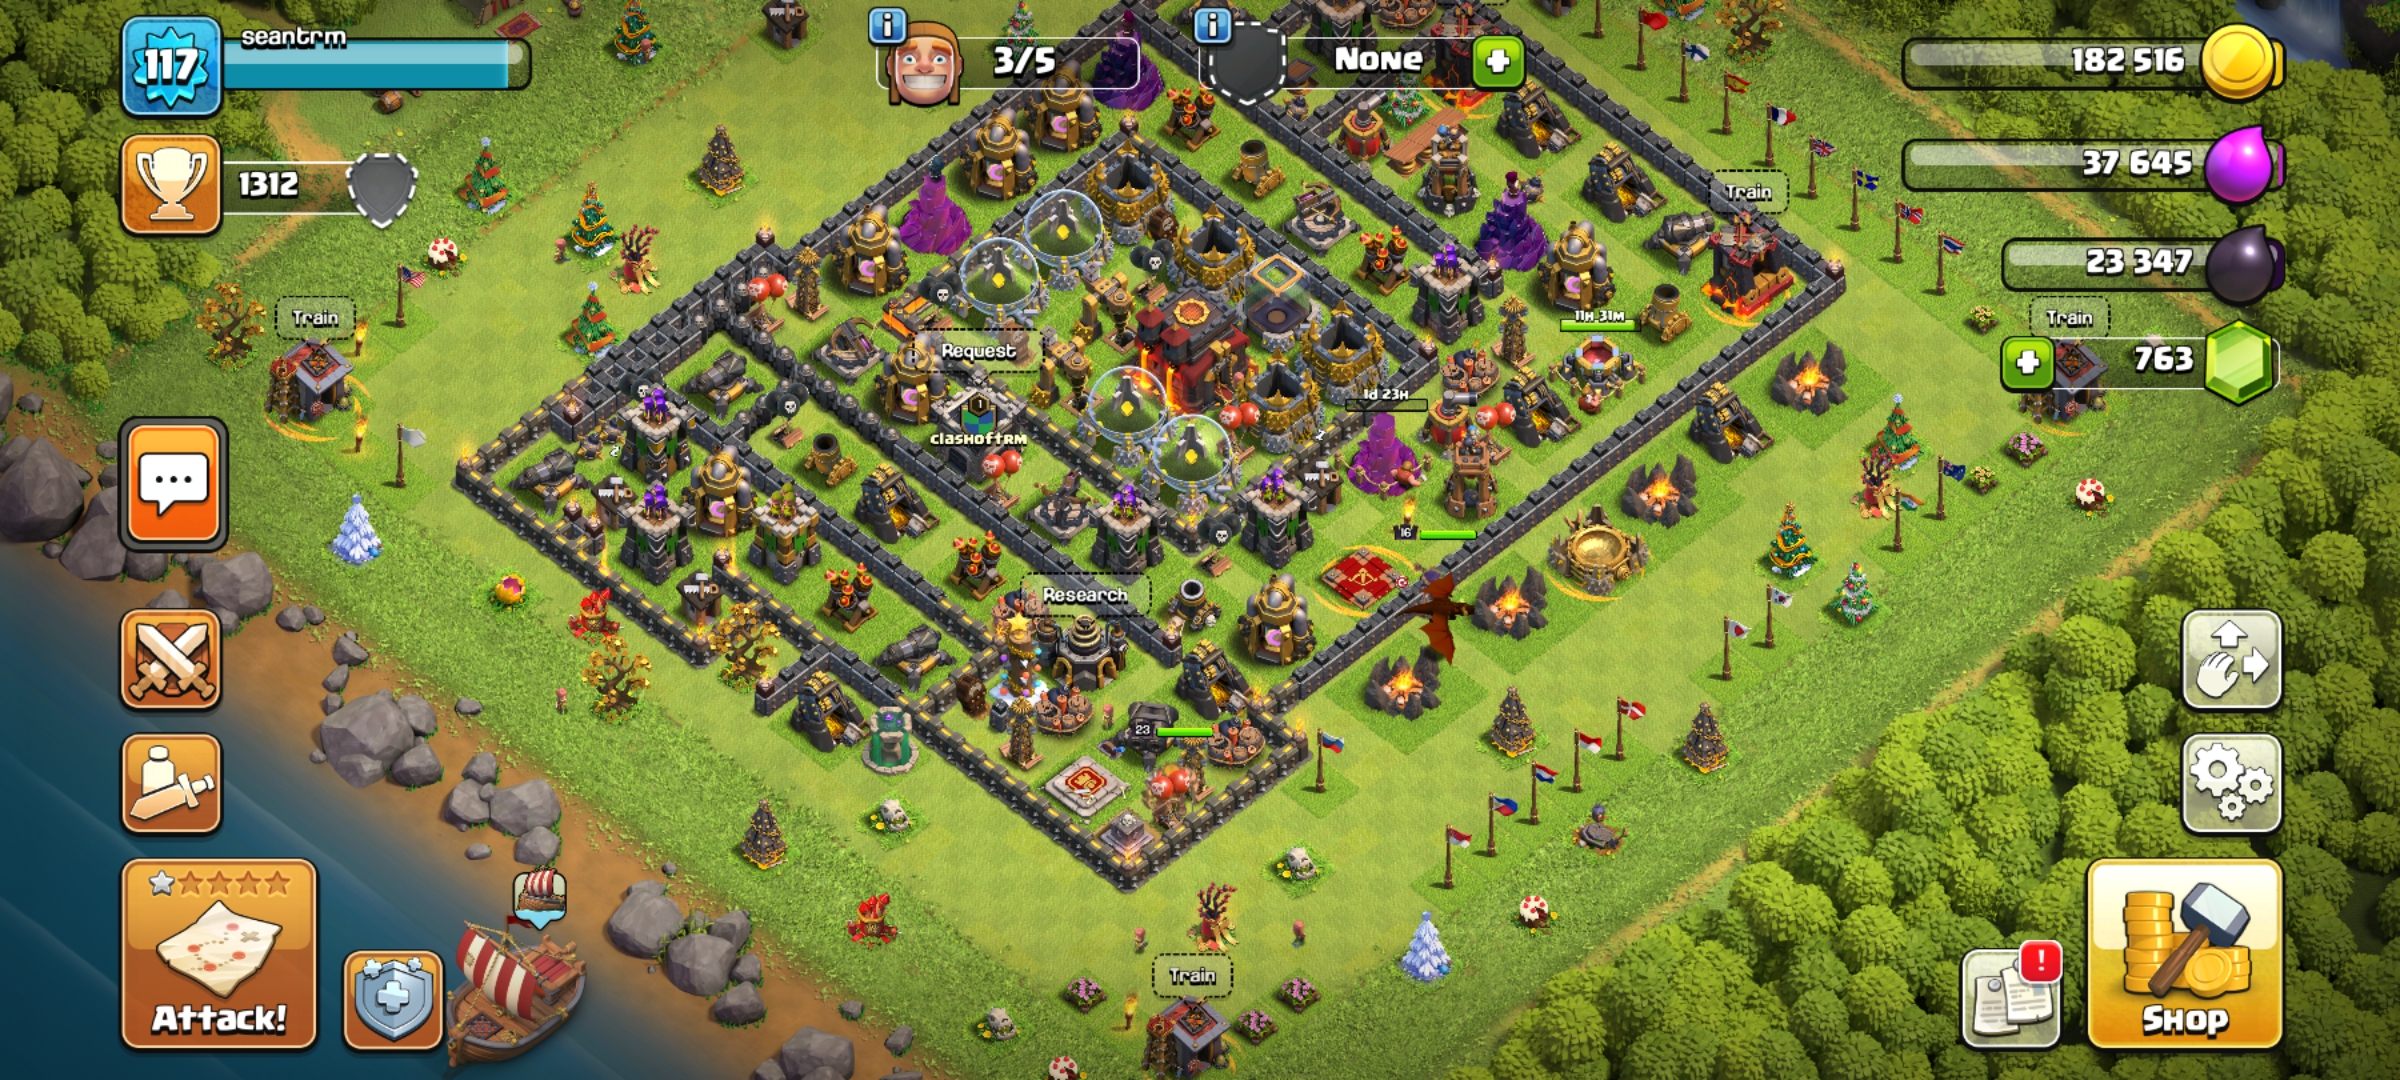 seantrm
117
3/5
None
182 516
1312
37 645
Train
23 347
Train
Train
11H 31M
763
Request
1d 23H
1
clashoftrm
16
Research
23
Train
Attack!
Shop
!